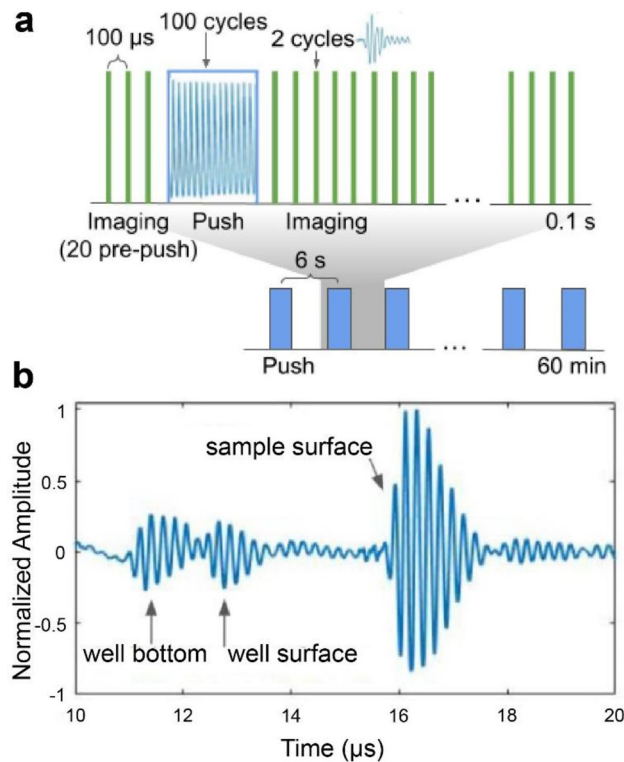 a
100 cycles
100 µs
2 cycles
Imaging
Push
Imaging
...
0.1 s
(20 pre-push)
6 s
...
Push
60 min
b
1
0.5
0
-0.5
-1
Normalized Amplitude
sample surface
well bottom
well surface
10
12
14
16
18
20
Time (µs)